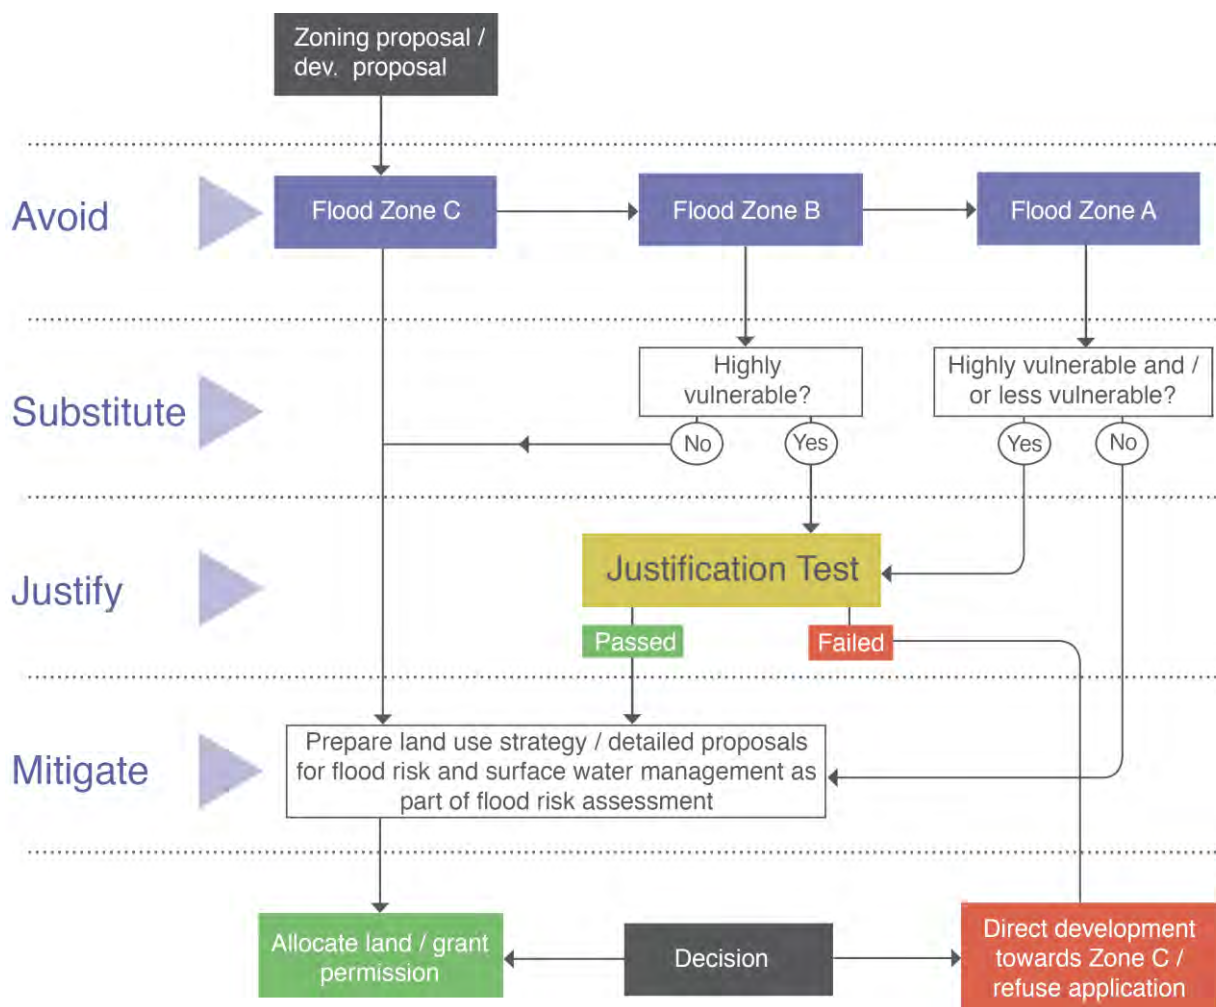 Zoning proposal /
dev. proposal
Avoid
Flood Zone C
Flood Zone B
Flood Zone A
Substitute
Highly
vulnerable?
Highly vulnerable and /
or less vulnerable?
No
Yes
Yes
No
Justify
Justification Test
Passed
Failed
Mitigate
Prepare land use strategy / detailed proposals
for flood risk and surface water management as
part of flood risk assessment
Allocate land / grant
permission
Decision
Direct development
towards Zone C /
refuse application